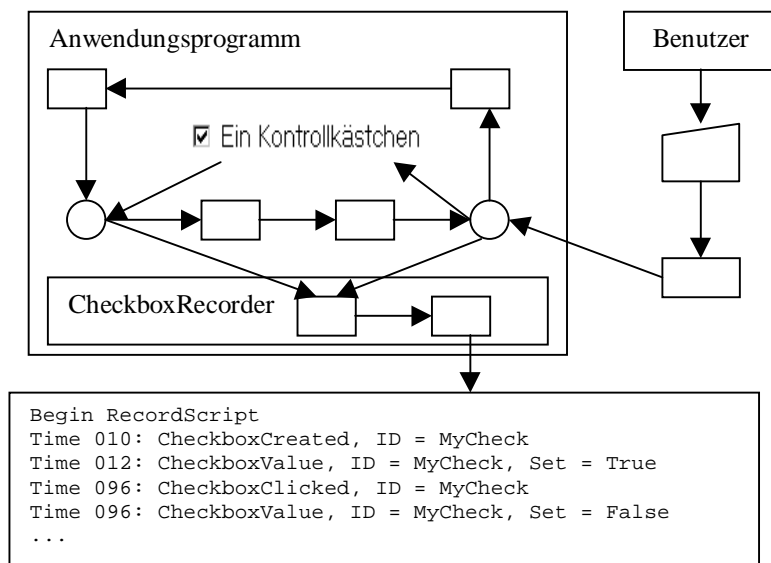 Anwendungsprogramm
Benutzer
Ein Kontrollkästchen
CheckboxRecorder
Begin RecordScript
Time 010: CheckboxCreated, ID = MyCheck
Time 012: CheckboxValue, ID = MyCheck, Set = True
Time 096: CheckboxClicked, ID = MyCheck
Time 096: CheckboxValue, ID = MyCheck, Set = False
...